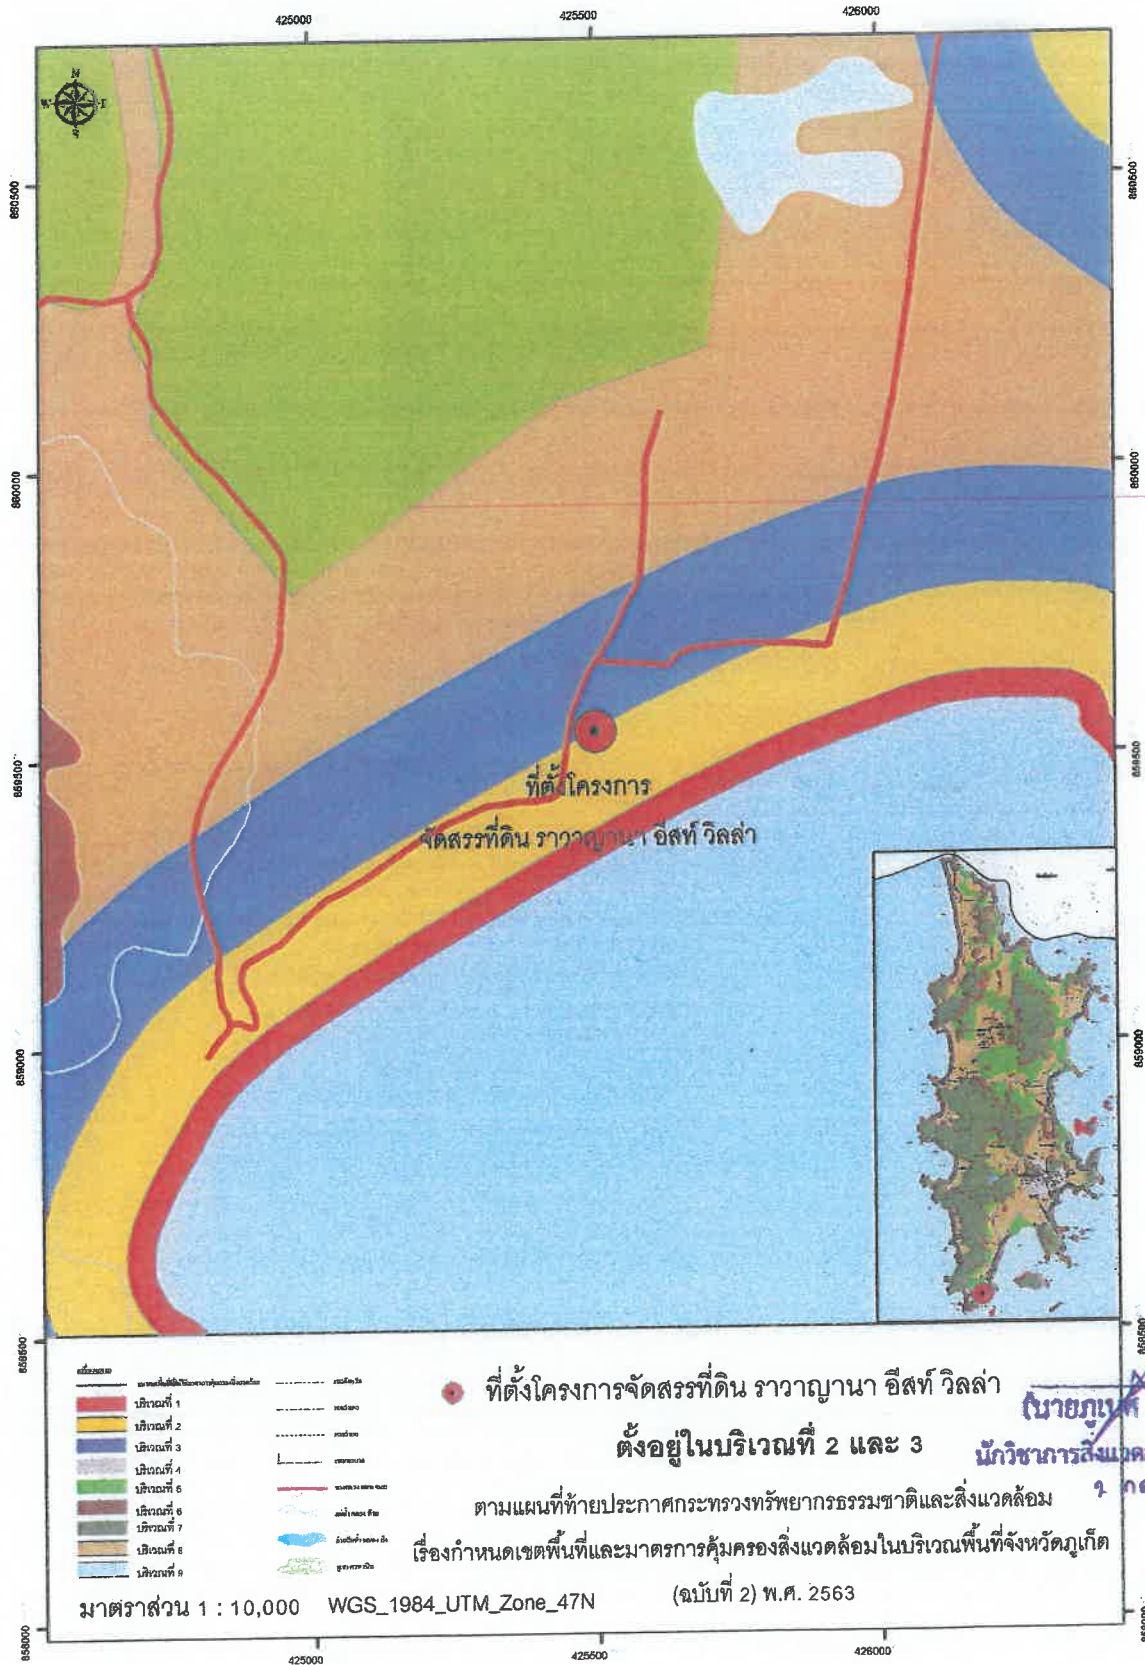 425000
425500
426000
N
860500
860500
860000
860000
859500
859500
ที่ตั้งโครงการ
จัดสรรที่ดิน ราวาญานา อีสท์ วิลล่า
859000
859000
858500
858500
บริเวณที่ 1
บริเวณที่ 2
บริเวณที่ 3
บริเวณที่ 4
บริเวณที่ 5
บริเวณที่ 6
บริเวณที่ 7
บริเวณที่ 8
บริเวณที่ 9
ที่ตั้งโครงการจัดสรรที่ดิน ราวาญานา อีสท์ วิลล่า
ตั้งอยู่ในบริเวณที่ 2 และ 3
ตามแผนที่ท้ายประกาศกระทรวงทรัพยากรธรรมชาติและสิ่งแวดล้อม
เรื่องกำหนดเขตพื้นที่และมาตรการคุ้มครองสิ่งแวดล้อมในบริเวณพื้นที่จังหวัดภูเก็ต
(ฉบับที่ 2) พ.ศ. 2563
(นายภูเบศ
นักวิชาการสิ่งแวด
มาตราส่วน 1 : 10,000 WGS_1984_UTM_Zone_47N
858000
425000
425500
426000